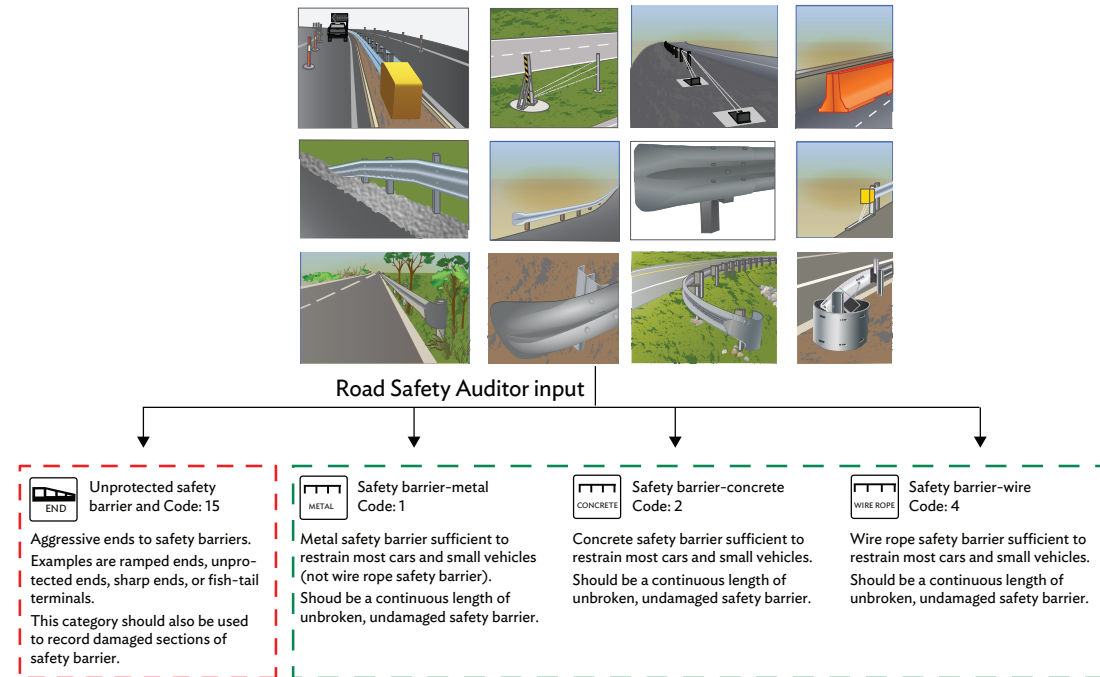 Road Safety Auditor input
END
Unprotected safety
barrier and Code: 15
Aggressive ends to safety barriers.
Examples are ramped ends, unpro-
tected ends, sharp ends, or fish-tail
terminals.
This category should also be used
to record damaged sections of
safety barrier.
METAL
Safety barrier–metal
Code: 1
Metal safety barrier sufficient to
restrain most cars and small vehicles
(not wire rope safety barrier).
Shoud be a continuous length of
unbroken, undamaged safety barrier.
CONCRETE
Safety barrier–concrete
Code: 2
Concrete safety barrier sufficient to
restrain most cars and small vehicles.
Should be a continuous length of
unbroken, undamaged safety barrier.
WIRE ROPE
Safety barrier–wire
Code: 4
Wire rope safety barrier sufficient to
restrain most cars and small vehicles.
Should be a continuous length of
unbroken, undamaged safety barrier.